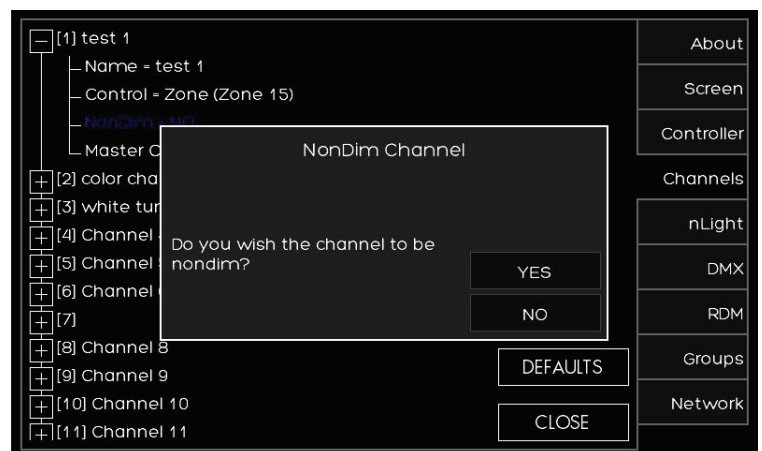 [1] test 1
Name = test 1
Control = Zone (Zone 15)
NonDim = NO
Master C
[2] color cha
[3] white tun
[4] Channel
[5] Channel
[6] Channel
[7]
[8] Channel 8
[9] Channel 9
[10] Channel 10
[11] Channel 11
NonDim Channel
Do you wish the channel to be
nondim?
YES
NO
DEFAULTS
CLOSE
About
Screen
Controller
Channels
nLight
DMX
RDM
Groups
Network